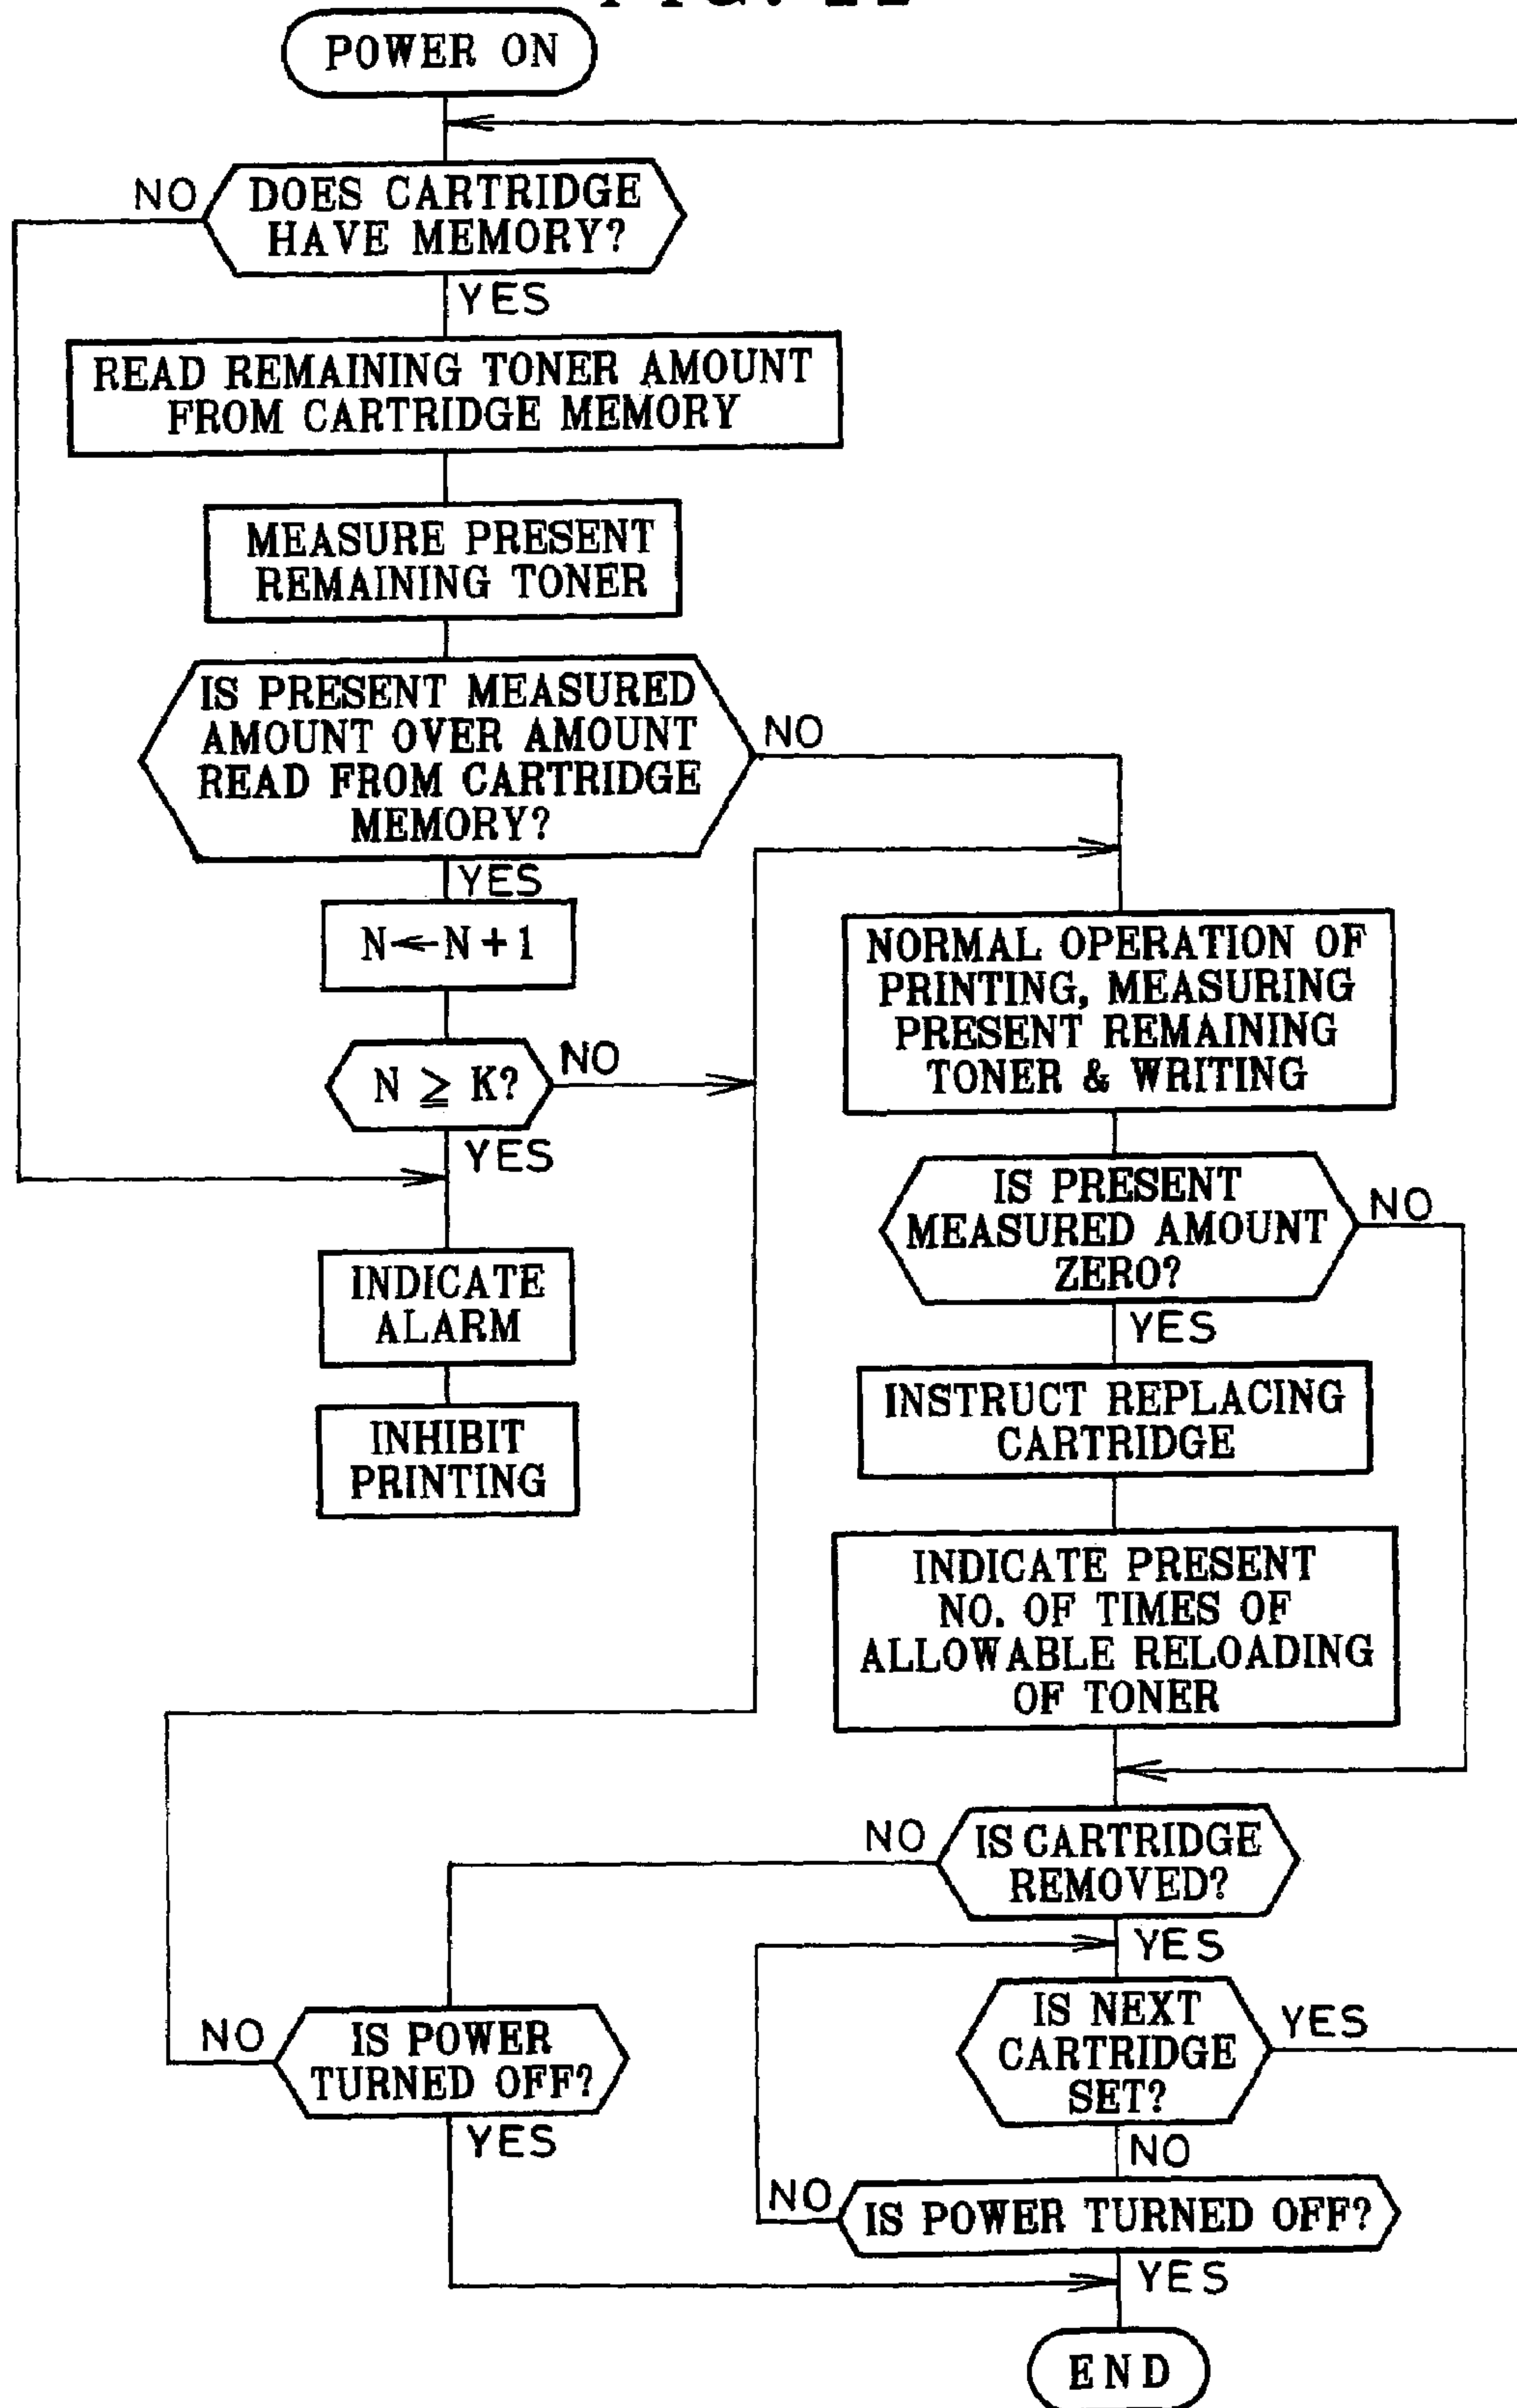 POWER ON
NO
DOES CARTRIDGE
HAVE MEMORY?
YES
READ REMAINING TONER AMOUNT
FROM CARTRIDGE MEMORY
MEASURE PRESENT
REMAINING TONER
IS PRESENT MEASURED
AMOUNT OVER AMOUNT
READ FROM CARTRIDGE
MEMORY?
NO
YES
N←N+1
N ≧ K?
NO
YES
INDICATE
ALARM
INHIBIT
PRINTING
NORMAL OPERATION OF
PRINTING, MEASURING
PRESENT REMAINING
TONER & WRITING
IS PRESENT
MEASURED AMOUNT
ZERO?
NO
YES
INSTRUCT REPLACING
CARTRIDGE
INDICATE PRESENT
NO. OF TIMES OF
ALLOWABLE RELOADING
OF TONER
NO
IS CARTRIDGE
REMOVED?
YES
IS NEXT
CARTRIDGE
SET?
YES
NO
NO
IS POWER
TURNED OFF?
YES
NO
IS POWER TURNED OFF?
YES
END